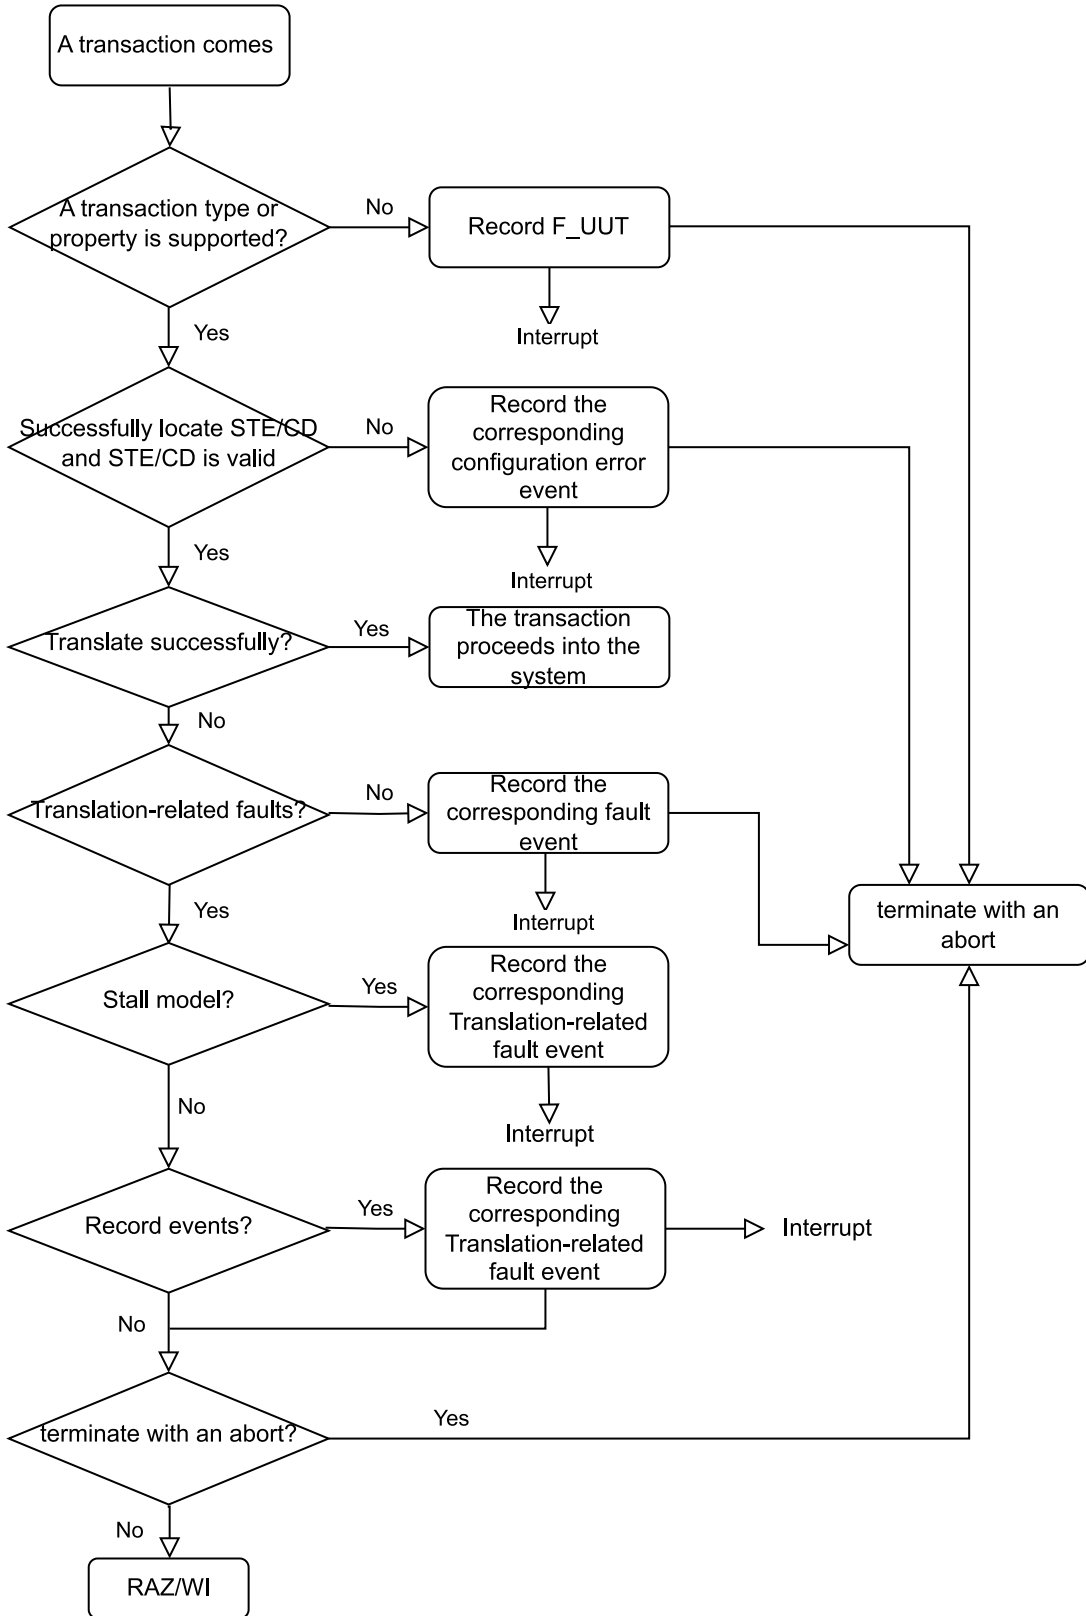 A transaction comes
A transaction type or
property is supported?
No
Record F_UUT
Interrupt
Yes
Successfully locate STE/CD
and STE/CD is valid
No
Record the
corresponding
configuration error
event
Interrupt
Yes
Translate successfully?
Yes
The transaction
proceeds into the
system
No
Translation-related faults?
No
Record the
corresponding fault
event
Interrupt
terminate with an
abort
Yes
Stall model?
Yes
Record the
corresponding
Translation-related
fault event
Interrupt
No
Record events?
Yes
Record the
corresponding
Translation-related
fault event
Interrupt
No
terminate with an abort?
Yes
No
RAZ/WI